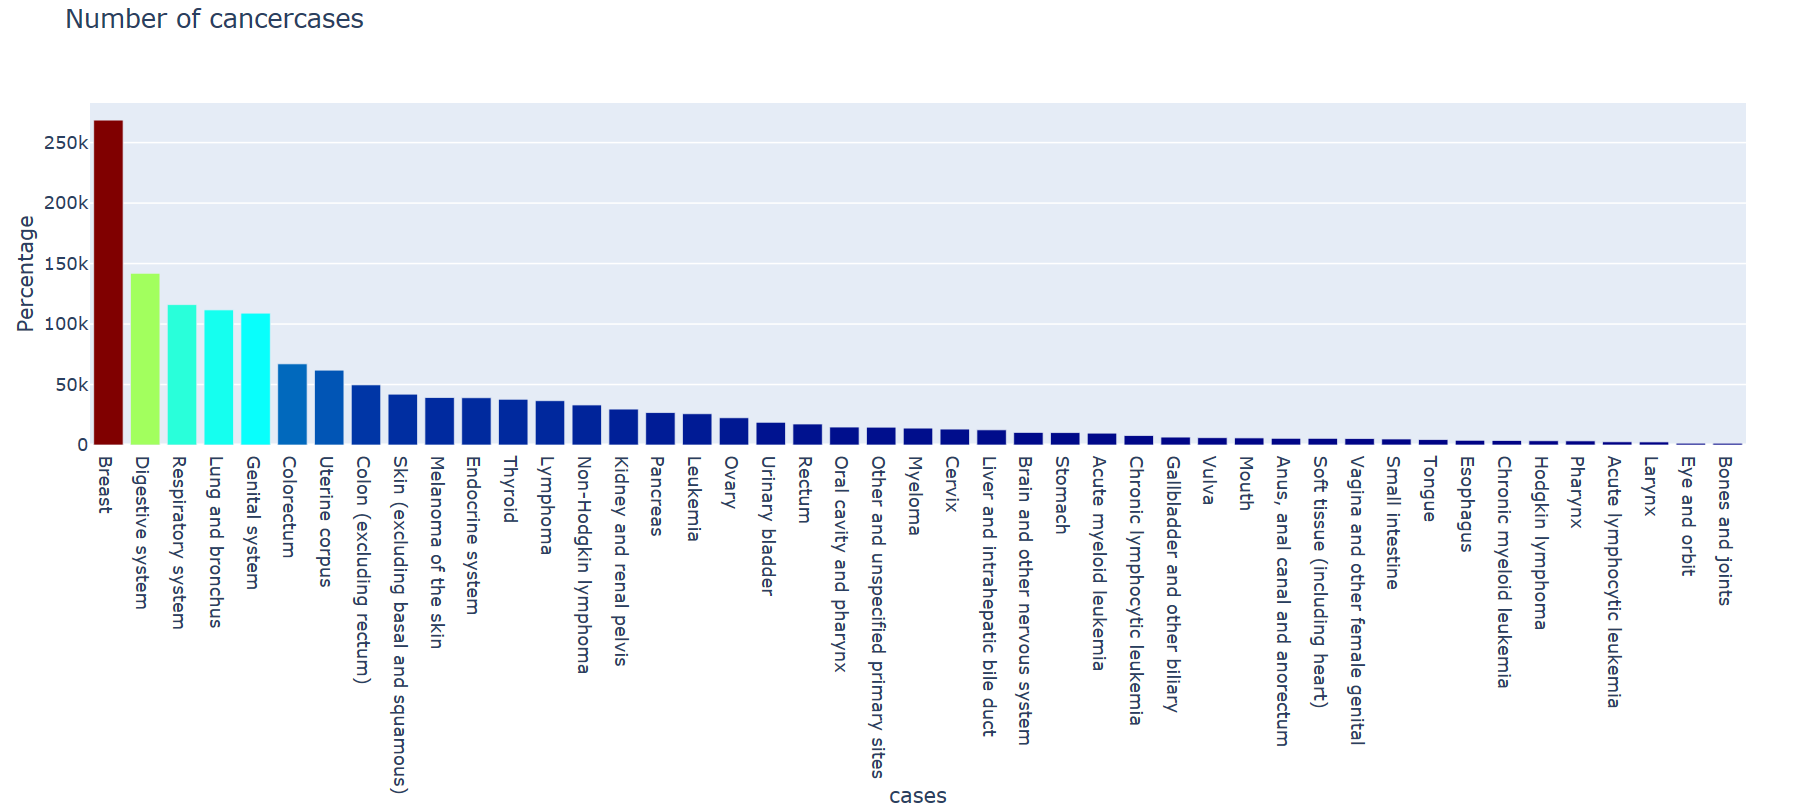 Number of cancercases
Percentage
250k
200k
150k
100k
50k
0
Breast
Digestive system
Respiratory system
Lung and bronchus
Genital system
Colorectum
Uterine corpus
Colon (excluding rectum)
Skin (excluding basal and squamous)
Melanoma of the skin
Endocrine system
Thyroid
Lymphoma
Non-Hodgkin lymphoma
Kidney and renal pelvis
Pancreas
Leukemia
Ovary
Urinary bladder
Rectum
Oral cavity and pharynx
Other and unspecified primary sites
Myeloma
Cervix
Liver and intrahepatic bile duct
Brain and other nervous system
Stomach
Acute myeloid leukemia
Chronic lymphocytic leukemia
Gallbladder and other biliary
Vulva
Mouth
Anus, anal canal and anorectum
Soft tissue (including heart)
Vagina and other female genital
Small intestine
Tongue
Esophagus
Chronic myeloid leukemia
Hodgkin lymphoma
Pharynx
Acute lymphocytic leukemia
Larynx
Eye and orbit
Bones and joints
cases